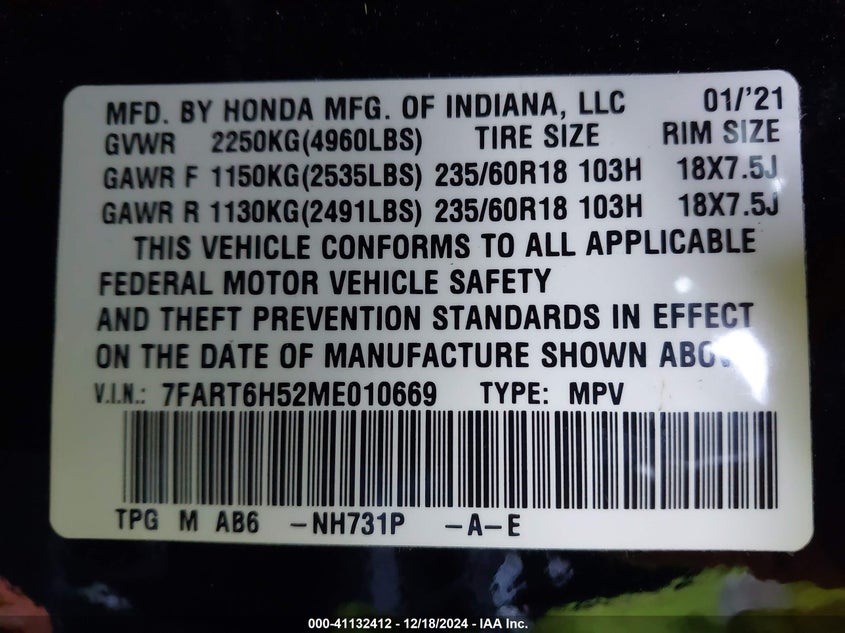 MFD. BY HONDA MFG. OF INDIANA, LLC 01/'21
GVWR 2250KG(4960LBS) TIRE SIZE RIM SIZE
GAWR F 1150KG(2535LBS) 235/60R18 103H 18X7.5J
GAWR R 1130KG(2491LBS) 235/60R18 103H 18X7.5J
THIS VEHICLE CONFORMS TO ALL APPLICABLE
FEDERAL MOTOR VEHICLE SAFETY
AND THEFT PREVENTION STANDARDS IN EFFECT
ON THE DATE OF MANUFACTURE SHOWN
V.I.N.: 7FART6H52ME010669 TYPE: MPV
TPG M AB6 -NH731P -A-E
000-41132412 - 12/18/2024 - IAA Inc.